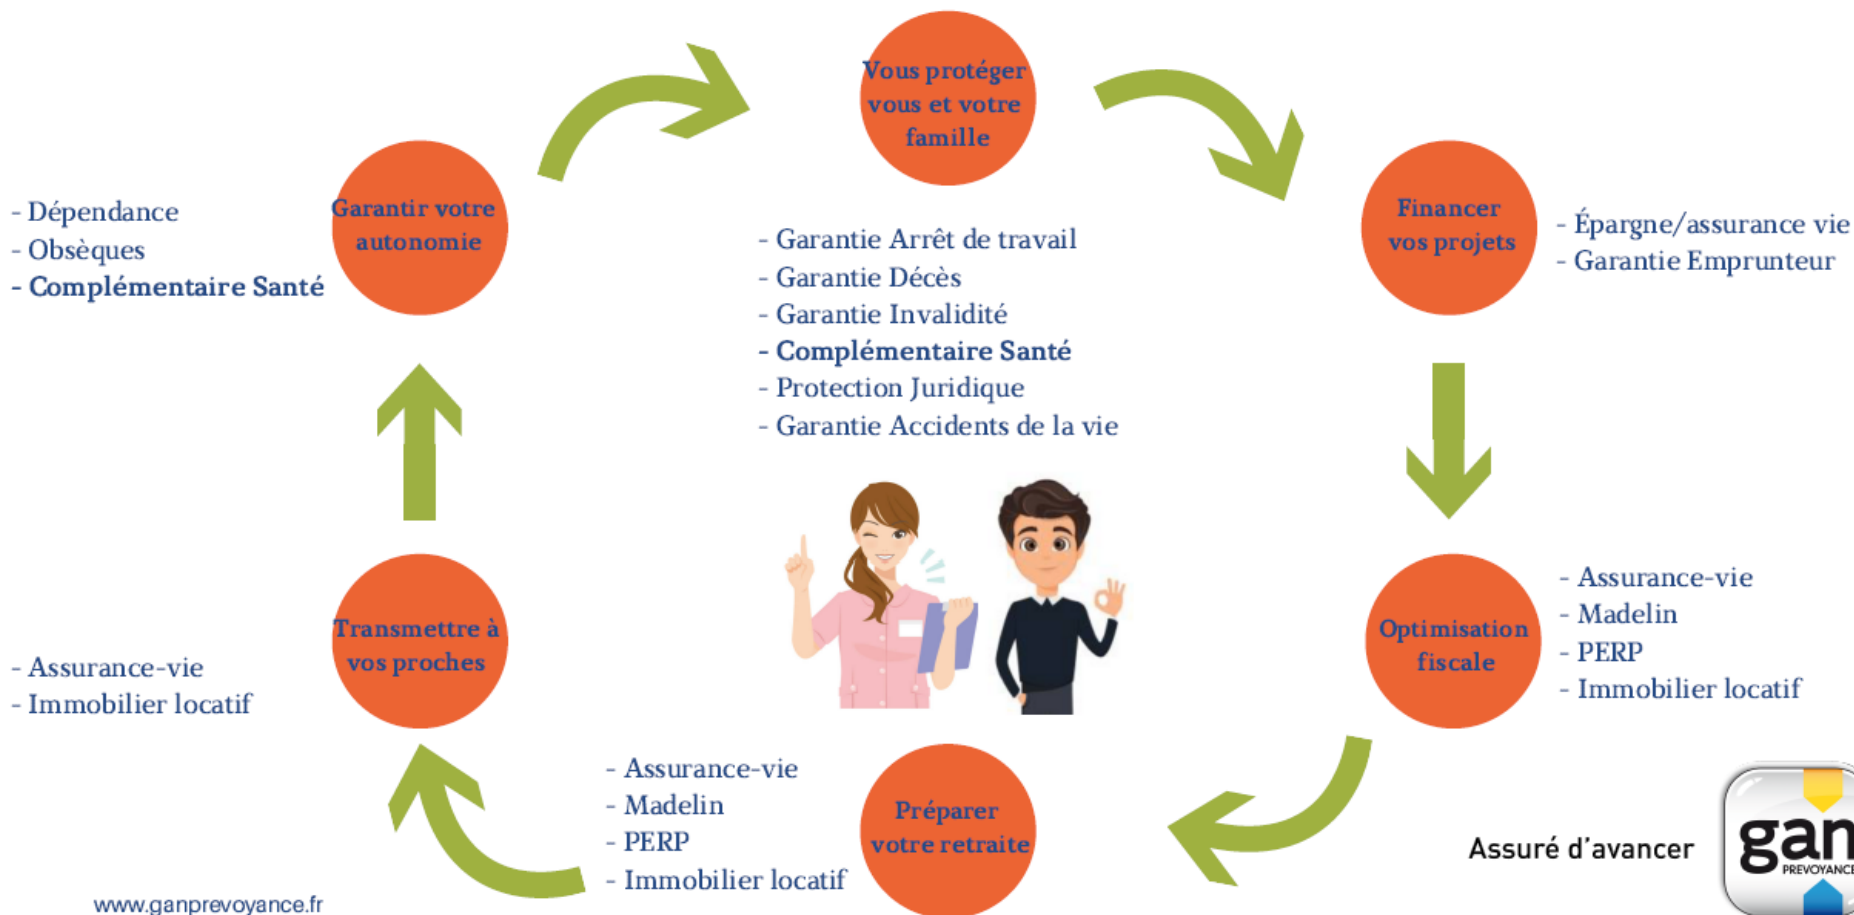 Vous protéger
vous et votre
famille
- Garantie Arrêt de travail
- Garantie Décès
- Garantie Invalidité
- Complémentaire Santé
- Protection Juridique
- Garantie Accidents de la vie
Financer
vos projets
- Épargne/assurance vie
- Garantie Emprunteur
Optimisation
fiscale
- Assurance-vie
- Madelin
- PERP
- Immobilier locatif
Préparer
votre retraite
- Assurance-vie
- Madelin
- PERP
- Immobilier locatif
Transmettre à
vos proches
- Assurance-vie
- Immobilier locatif
Garantir votre
autonomie
- Dépendance
- Obsèques
- Complémentaire Santé
Assuré d'avancer
gan
PREVOYANCE
www.ganprevoyance.fr